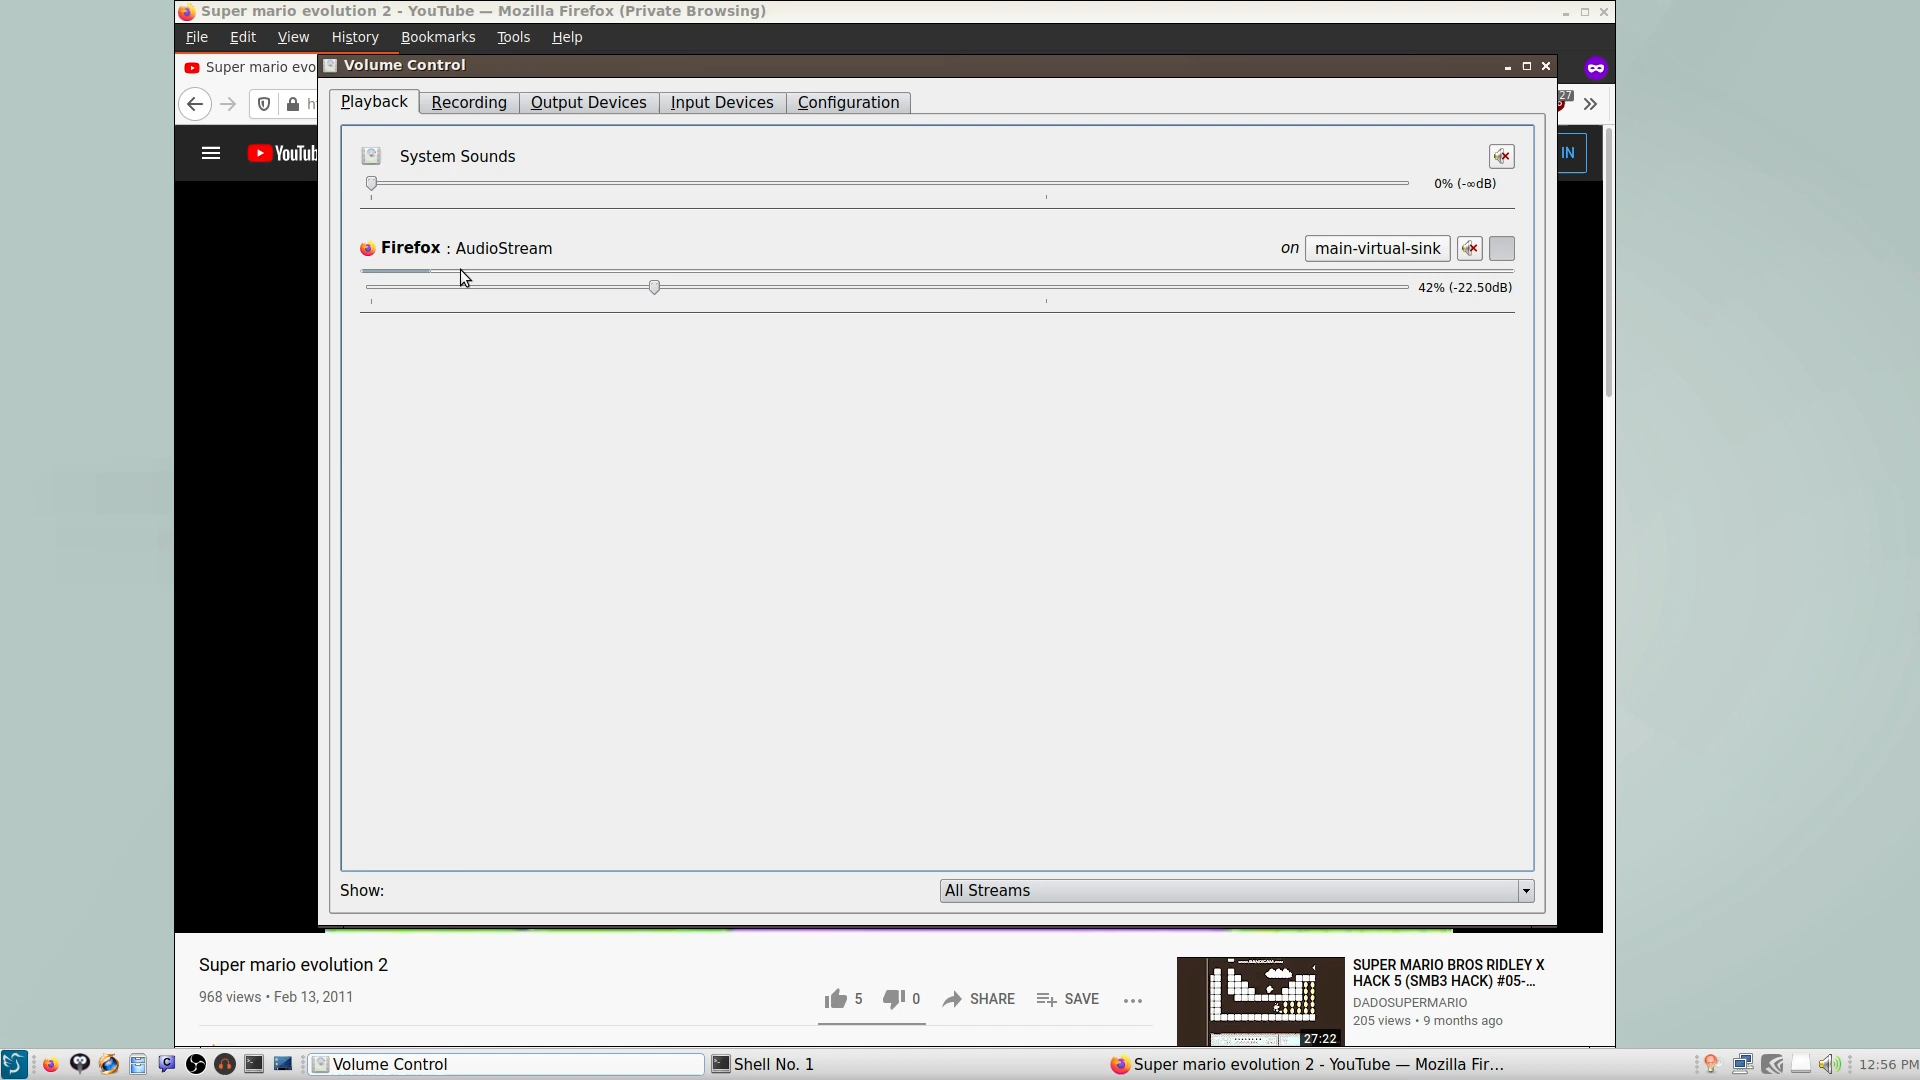 Super mario evolution 2 - YouTube — Mozilla Firefox (Private Browsing)
File Edit View History Bookmarks Tools Help
Super mario evo
Volume Control
27
Playback Recording Output Devices Input Devices Configuration
IN
System Sounds
0% (-∞dB)
Firefox : AudioStream on main-virtual-sink
42% (-22.50dB)
Show: All Streams
Super mario evolution 2
968 views • Feb 13, 2011
5 0 SHARE SAVE
SUPER MARIO BROS RIDLEY X
HACK 5 (SMB3 HACK) #05-...
DADOSUPERMARIO
205 views • 9 months ago
27:22
Volume Control Shell No. 1 Super mario evolution 2 - YouTube — Mozilla Fir... 12:56 PM